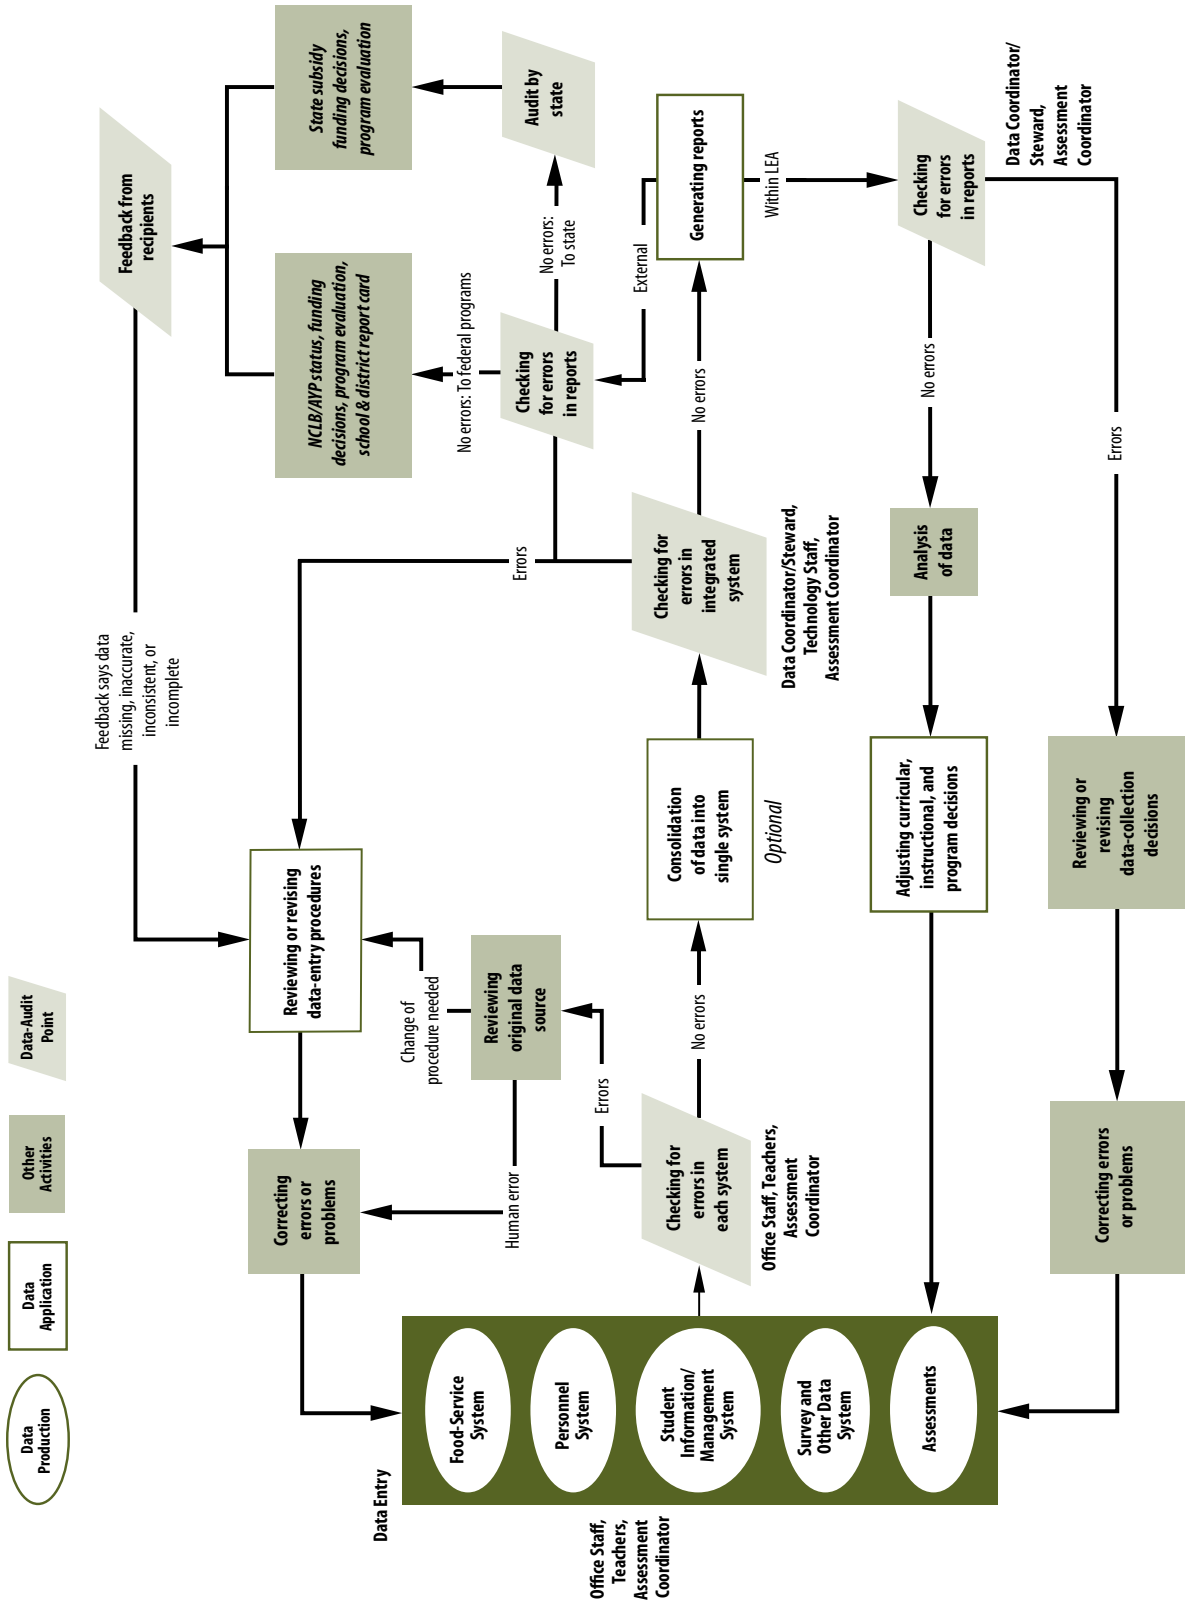 Data
Production
Data
Application
Other
Activities
Data-Audit
Point
Data Entry
Office Staff,
Teachers,
Assessment
Coordinator
Food-Service
System
Personnel
System
Student
Information/
Management
System
Survey and
Other Data
System
Assessments
Correcting
errors or
problems
Reviewing or revising
data-entry procedures
Feedback says data
missing, inaccurate,
inconsistent, or
incomplete
Feedback from
recipients
Human error
Change of
procedure needed
Reviewing
original data
source
Errors
Checking for
errors in
each system
Office Staff, Teachers,
Assessment
Coordinator
No errors
Consolidation
of data into
single system
Optional
Checking for
errors in
integrated
system
Data Coordinator/Steward,
Technology Staff,
Assessment Coordinator
Errors
No errors
Generating reports
External
Checking
for errors
in reports
No errors: To federal programs
NCLB/AYP status, funding
decisions, program evaluation,
school & district report card
No errors:
To state
Audit by
state
State subsidy
funding decisions,
program evaluation
Within LEA
Checking
for errors
in reports
Data Coordinator/
Steward,
Assessment
Coordinator
No errors
Analysis
of data
Adjusting curricular,
instructional, and
program decisions
Errors
Reviewing or
revising
data-collection
decisions
Correcting errors
or problems